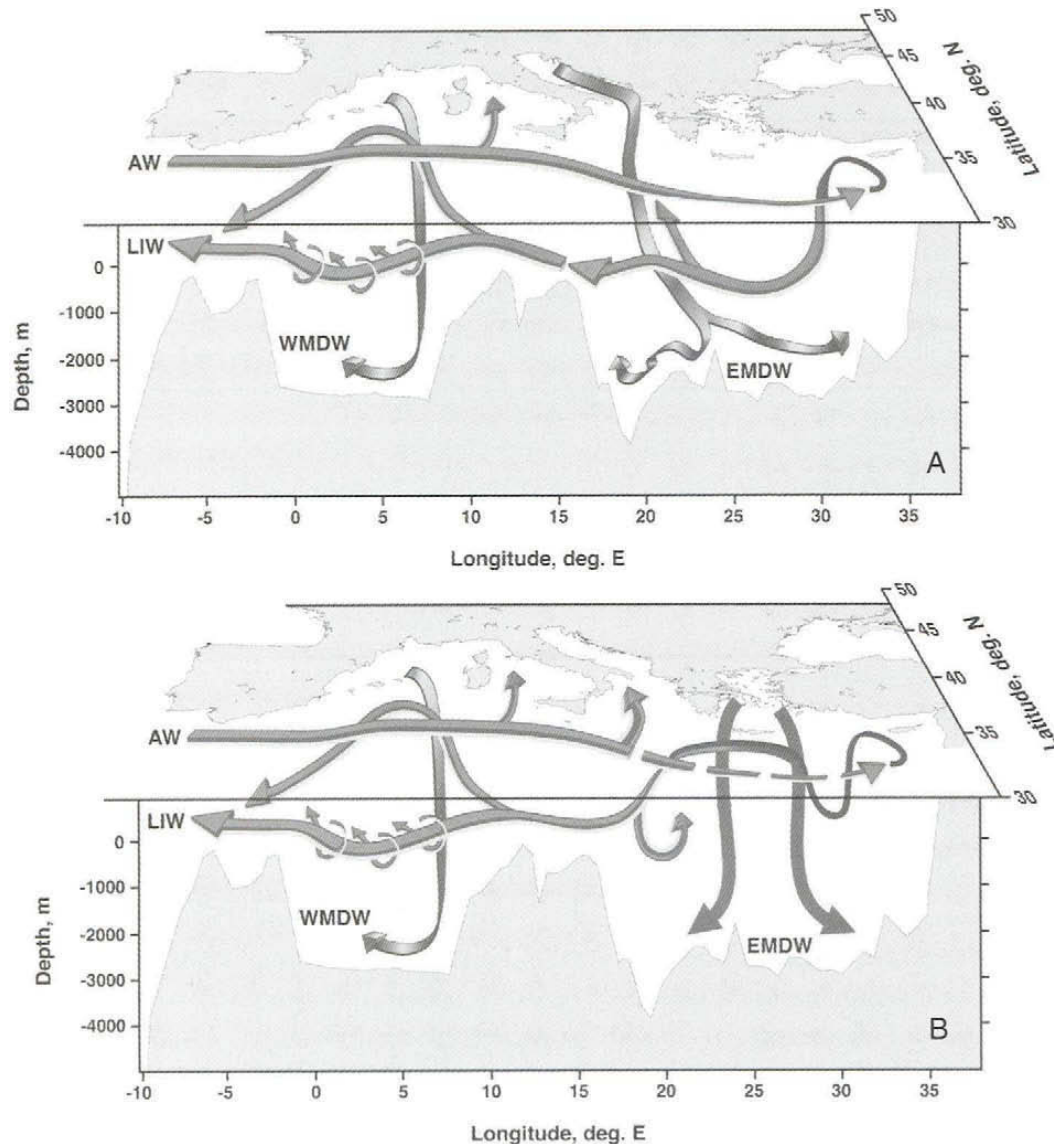 50
45
40
35
30
Latitude, deg. N
AW
LIW
0
-1000
-2000
-3000
-4000
Depth, m
WMDW
EMDW
A
-10 -5 0 5 10 15 20 25 30 35
Longitude, deg. E
50
45
40
35
30
Latitude, deg. N
AW
LIW
0
-1000
-2000
-3000
-4000
Depth, m
WMDW
EMDW
B
-10 -5 0 5 10 15 20 25 30 35
Longitude, deg. E